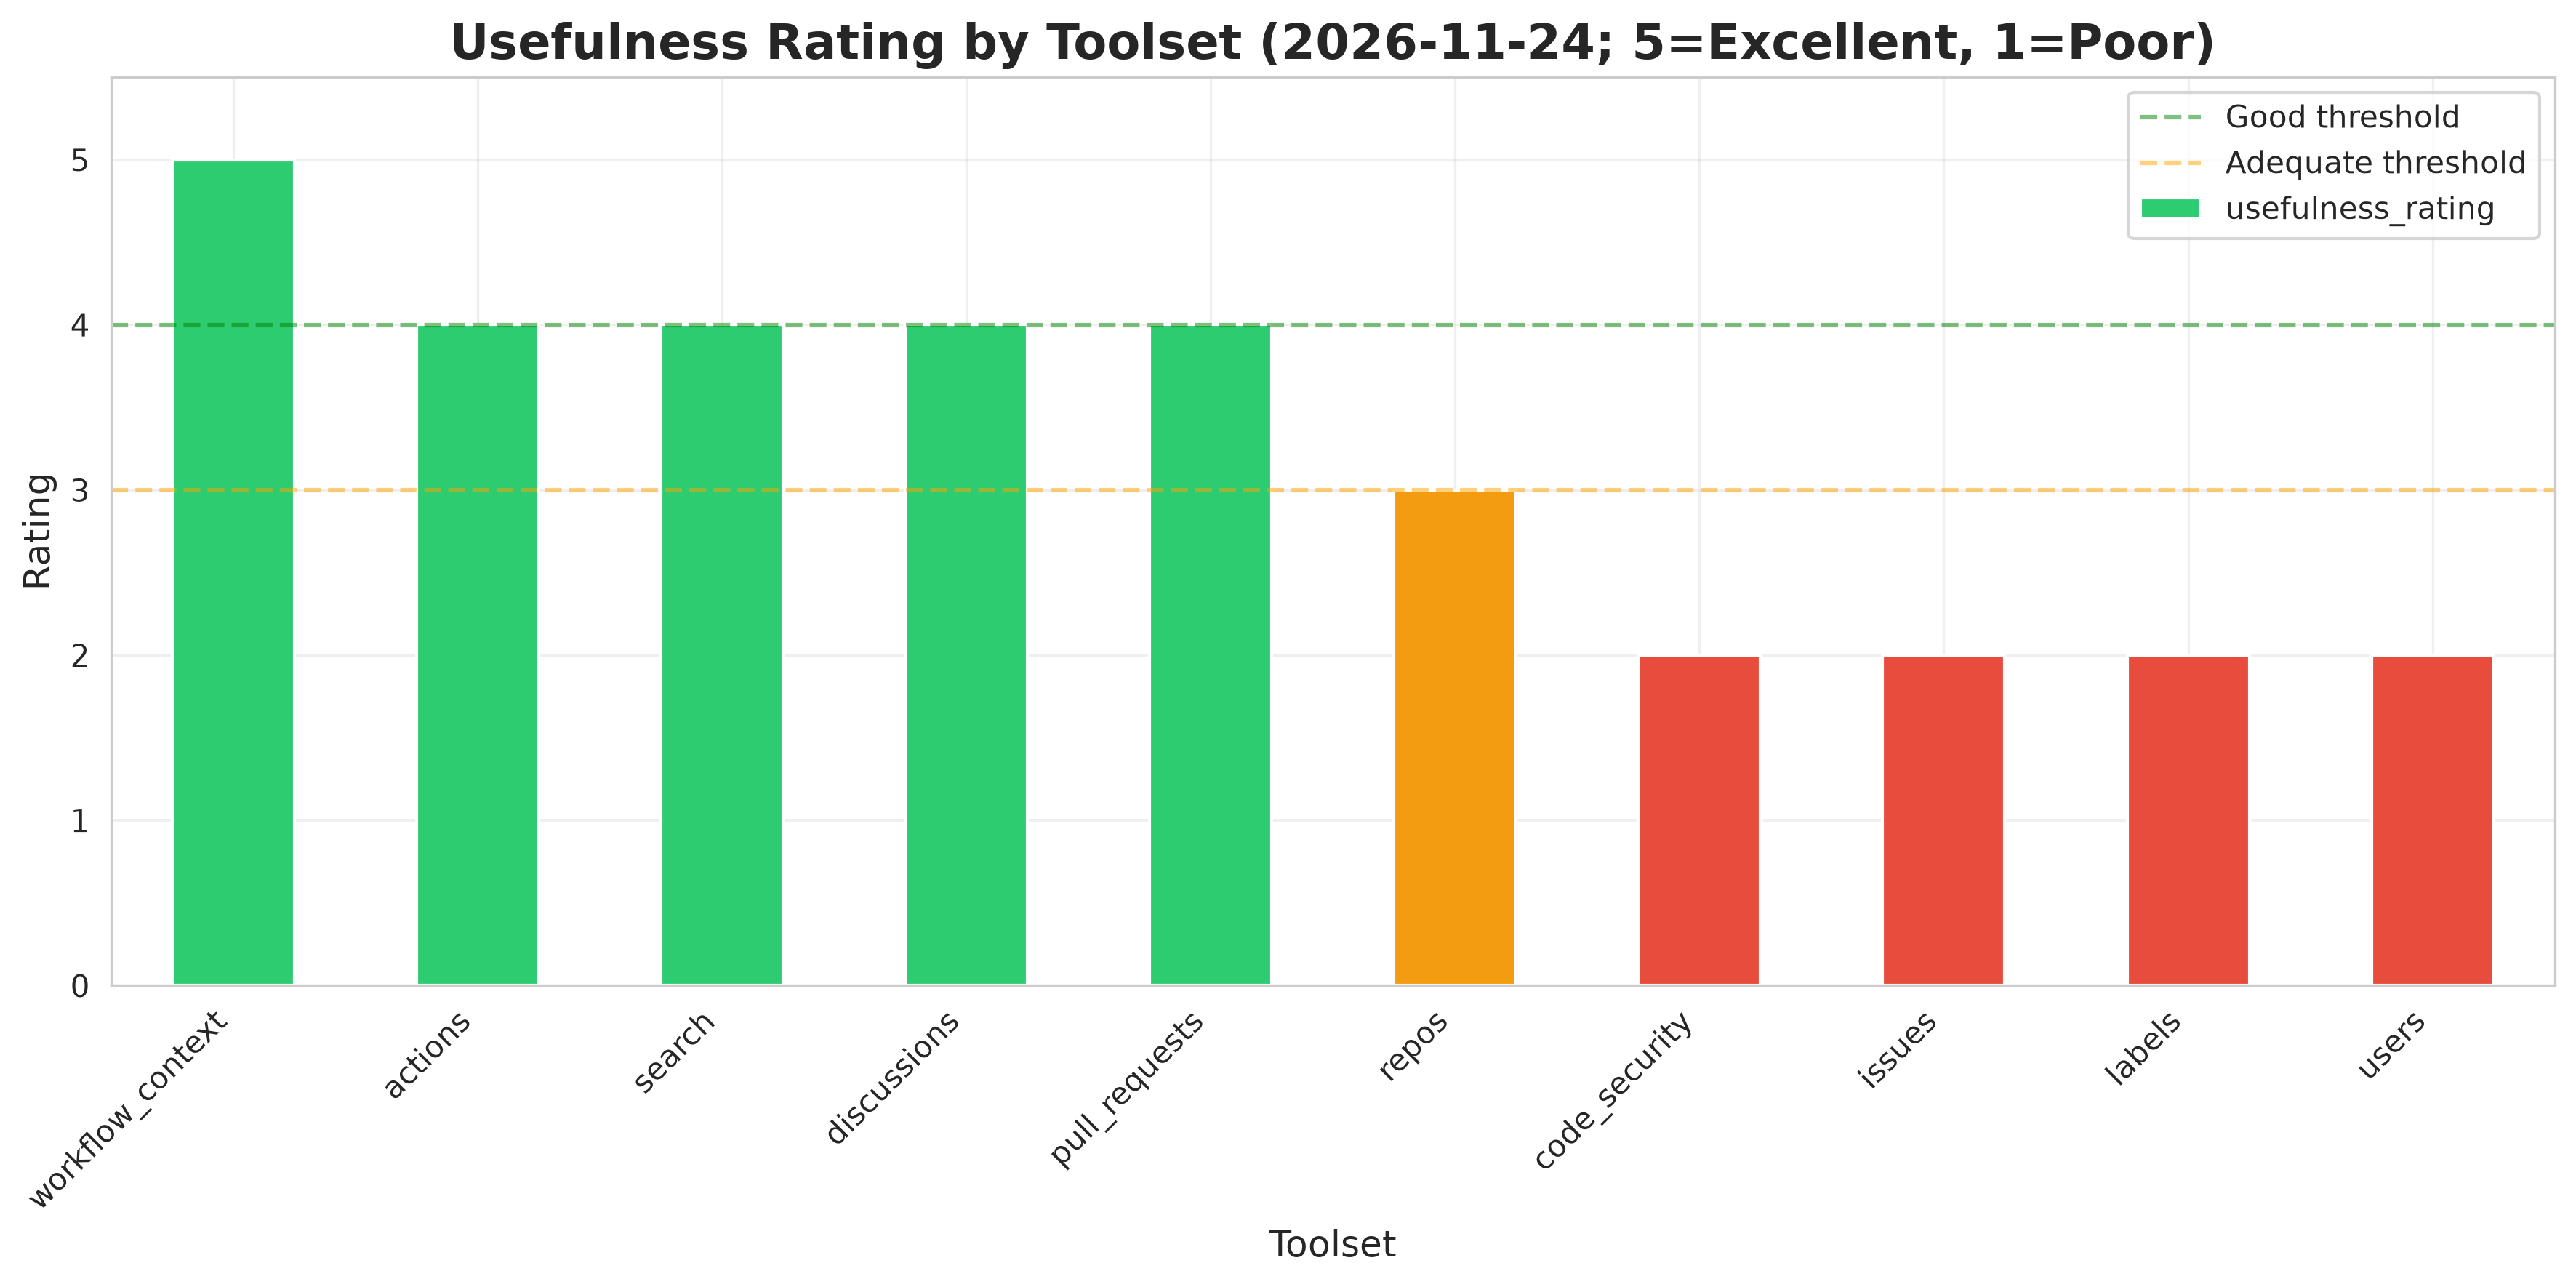 Usefulness Rating by Toolset (2026-11-24; 5=Excellent, 1=Poor)
Good threshold
Adequate threshold
usefulness_rating
Rating
5
4
3
2
1
0
workflow_context
actions
search
discussions
pull_requests
repos
code_security
issues
labels
users
Toolset